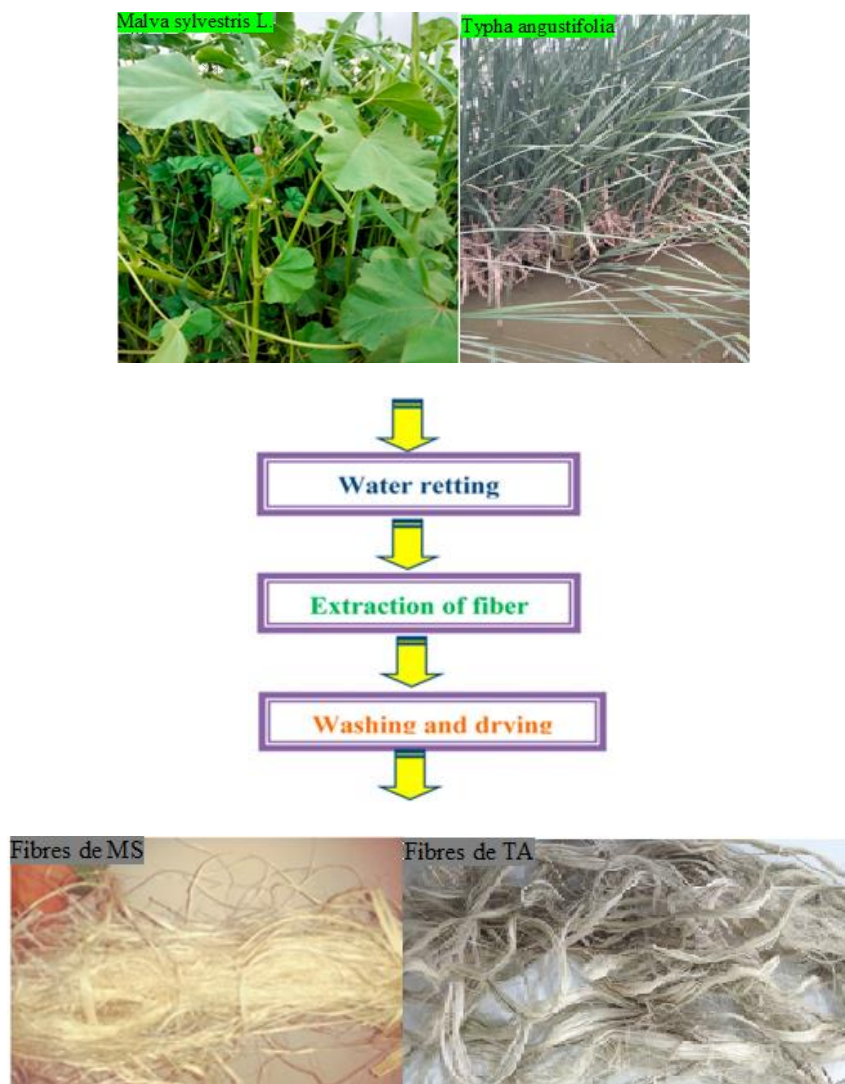 Malva sylvestris L.
Typha angustifolia
Water retting
Extraction of fiber
Washing and drying
Fibres de MS
Fibres de TA